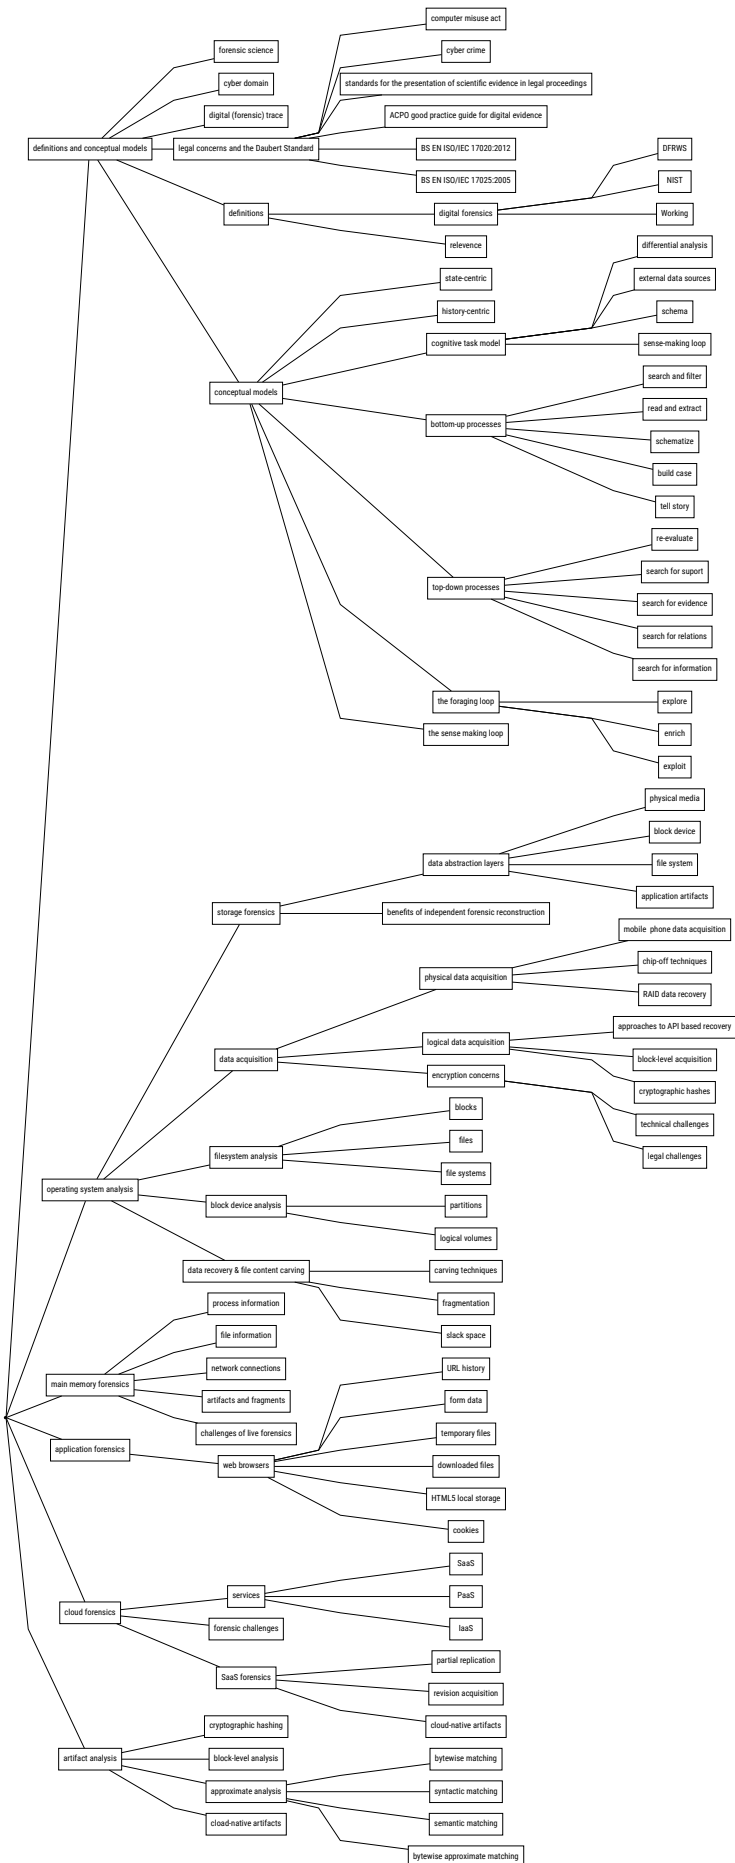 computer misuse act
forensic science
cyber crime
cyber domain
standards for the presentation of scientific evidence in legal proceedings
digital (forensic) trace
ACPO good practice guide for digital evidence
definitions and conceptual models
legal concerns and the Daubert Standard
BS EN ISO/IEC 17020:2012
DFRWS
BS EN ISO/IEC 17025:2005
NIST
definitions
digital forensics
Working
relevence
differential analysis
state-centric
external data sources
history-centric
schema
cognitive task model
sense-making loop
search and filter
conceptual models
read and extract
bottom-up processes
schematize
build case
tell story
re-evaluate
search for suport
top-down processes
search for evidence
search for relations
search for information
the foraging loop
explore
the sense making loop
enrich
exploit
physical media
block device
data abstraction layers
file system
application artifacts
storage forensics
benefits of independent forensic reconstruction
mobile phone data acquisition
chip-off techniques
physical data acquisition
RAID data recovery
approaches to API based recovery
logical data acquisition
data acquisition
block-level acquisition
encryption concerns
cryptographic hashes
blocks
technical challenges
files
filesystem analysis
legal challenges
file systems
operating system analysis
block device analysis
partitions
logical volumes
data recovery & file content carving
carving techniques
process information
fragmentation
file information
slack space
network connections
URL history
main memory forensics
artifacts and fragments
form data
challenges of live forensics
temporary files
application forensics
web browsers
downloaded files
HTML5 local storage
cookies
SaaS
services
PaaS
cloud forensics
forensic challenges
IaaS
partial replication
SaaS forensics
revision acquisition
cryptographic hashing
cloud-native artifacts
artifact analysis
block-level analysis
bytewise matching
approximate analysis
syntactic matching
cload-native artifacts
semantic matching
bytewise approximate matching